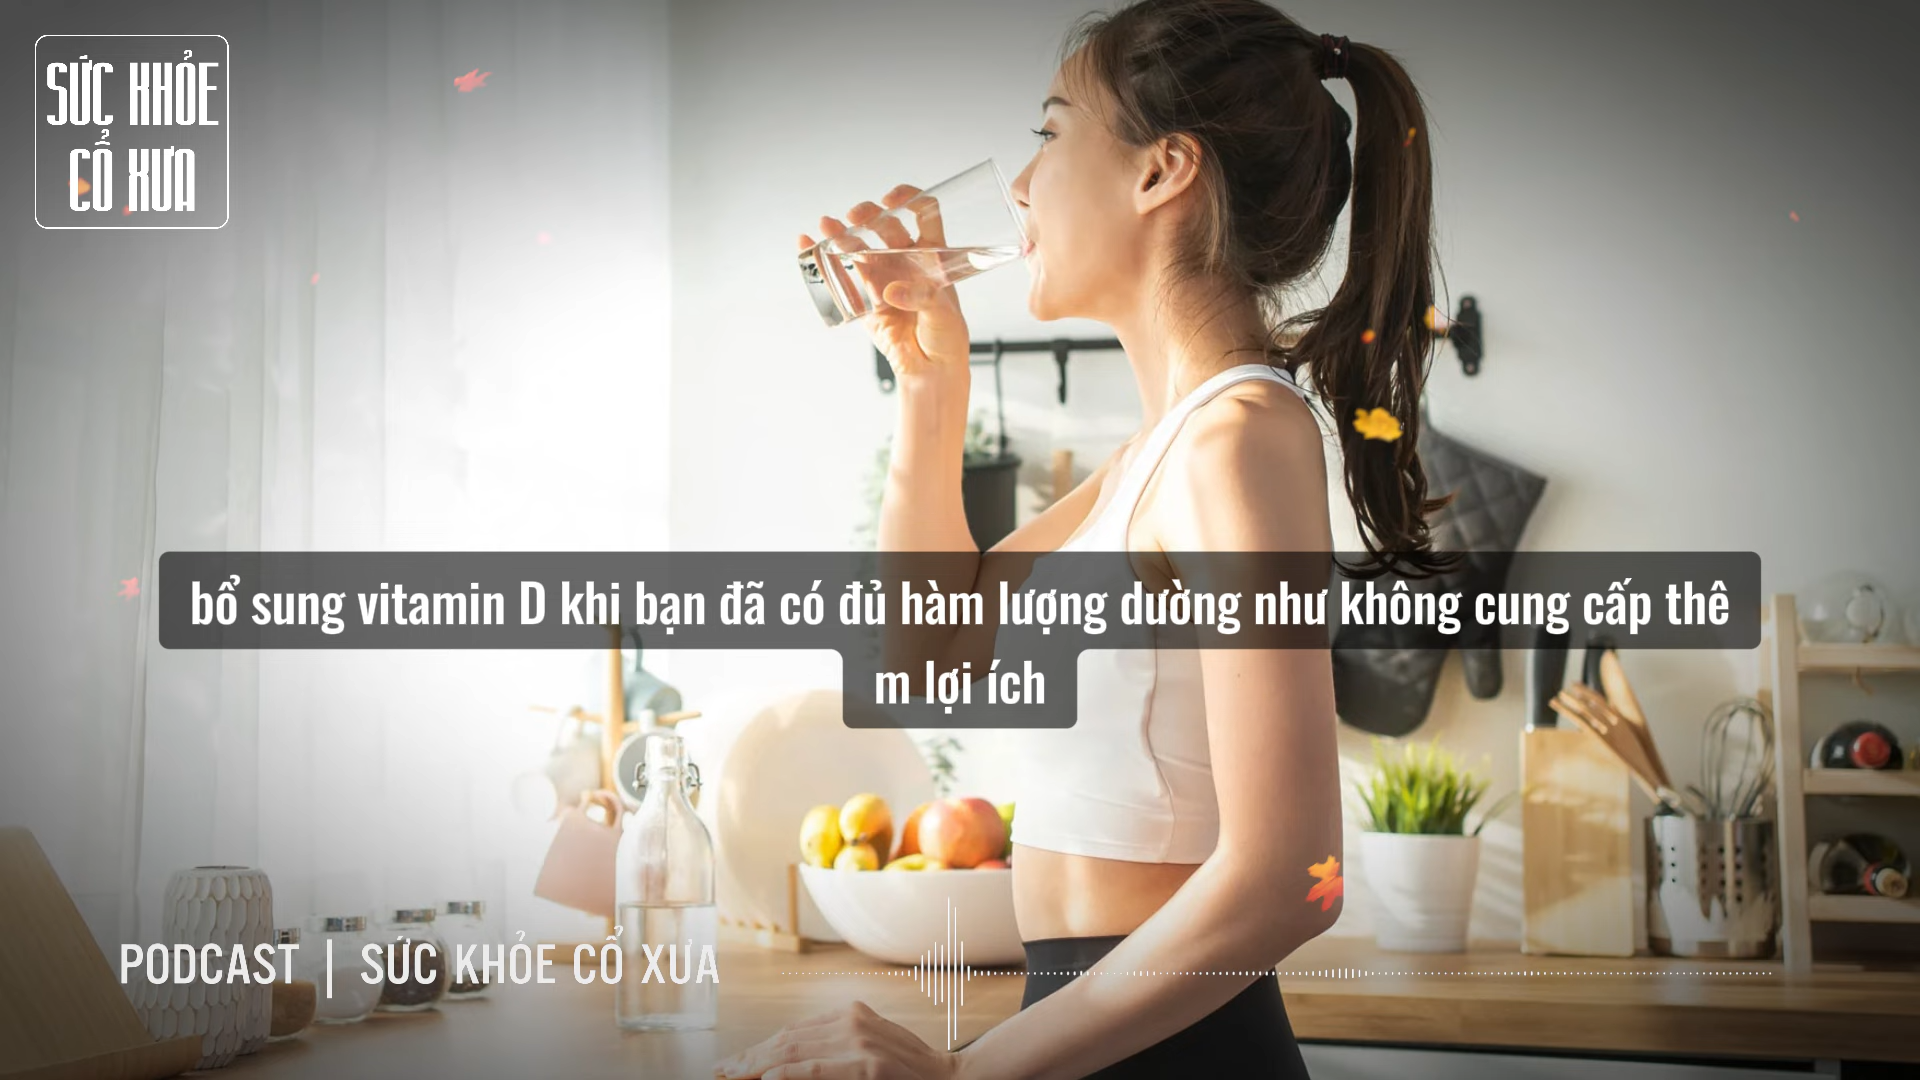 SỨC KHỎE
CỔ XƯA
bổ sung vitamin D khi bạn đã có đủ hàm lượng dường như không cung cấp thê
m lợi ích
PODCAST | SỨC KHỎE CỔ XƯA